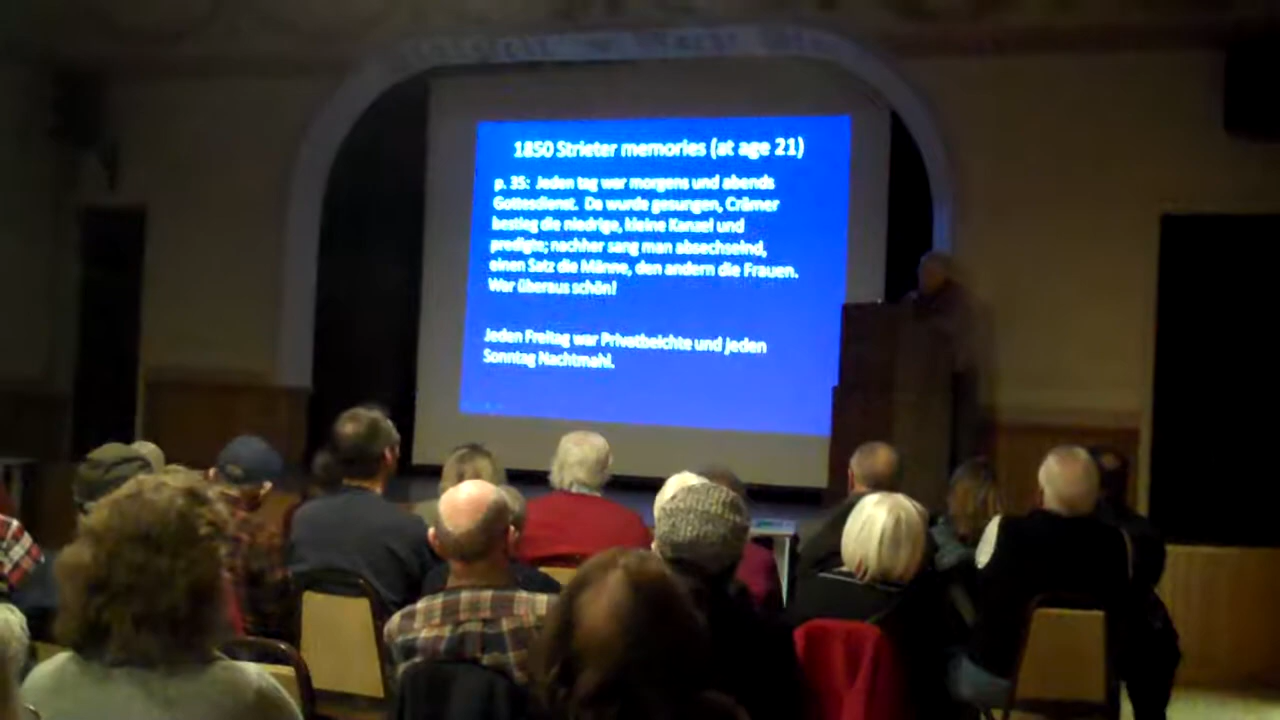 1850 Strieter memories (at age 21)
p. 35: Jeden tag war morgens und abends
Gottesdienst. Da wurde gesungen, Crämer
bestieg die niedrige, kleine Kanzel und
predigte; nachher sang man absechselnd,
einen Satz die Männe, den andern die Frauen.
War überaus schön!
Jeden Freitag war Privatbeichte und jeden
Sonntag Nachtmahl.